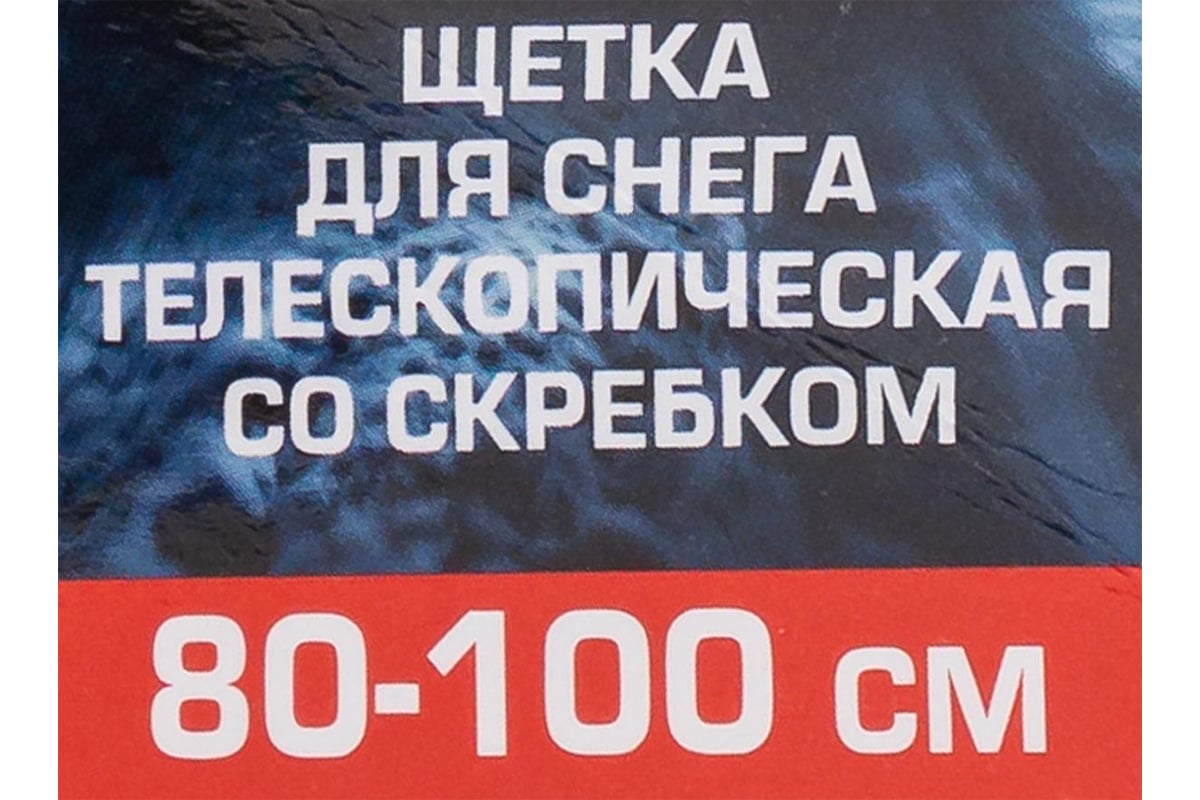 ЩЕТКА
ДЛЯ СНЕГА
ТЕЛЕСКОПИЧЕСКАЯ
СО СКРЕБКОМ
80-100 СМ